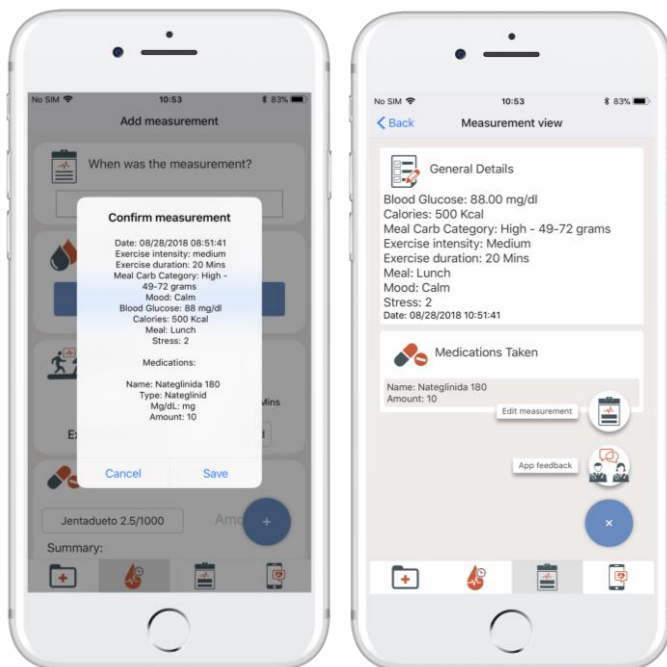 No SIM
10:53
83%
Add measurement
When was the measurement?
Confirm measurement
Date: 08/28/2018 08:51:41
Exercise intensity: medium
Exercise duration: 20 Mins
Meal Carb Category: High -
49-72 grams
Mood: Calm
Blood Glucose: 88 mg/dl
Calories: 500 Kcal
Meal: Lunch
Stress: 2
Medications:
Name: Nateglinida 180
Type: Nateglinid
Mg/dL: mg
Amount: 10
Mins
Cancel
Save
Jentadueto 2.5/1000
+
Summary:
No SIM
10:53
83%
Back
Measurement view
General Details
Blood Glucose: 88.00 mg/dl
Calories: 500 Kcal
Meal Carb Category: High - 49-72 grams
Exercise intensity: Medium
Exercise duration: 20 Mins
Meal: Lunch
Mood: Calm
Stress: 2
Date: 08/28/2018 10:51:41
Medications Taken
Name: Nateglinida 180
Amount: 10
Edit measurement
App feedback
×